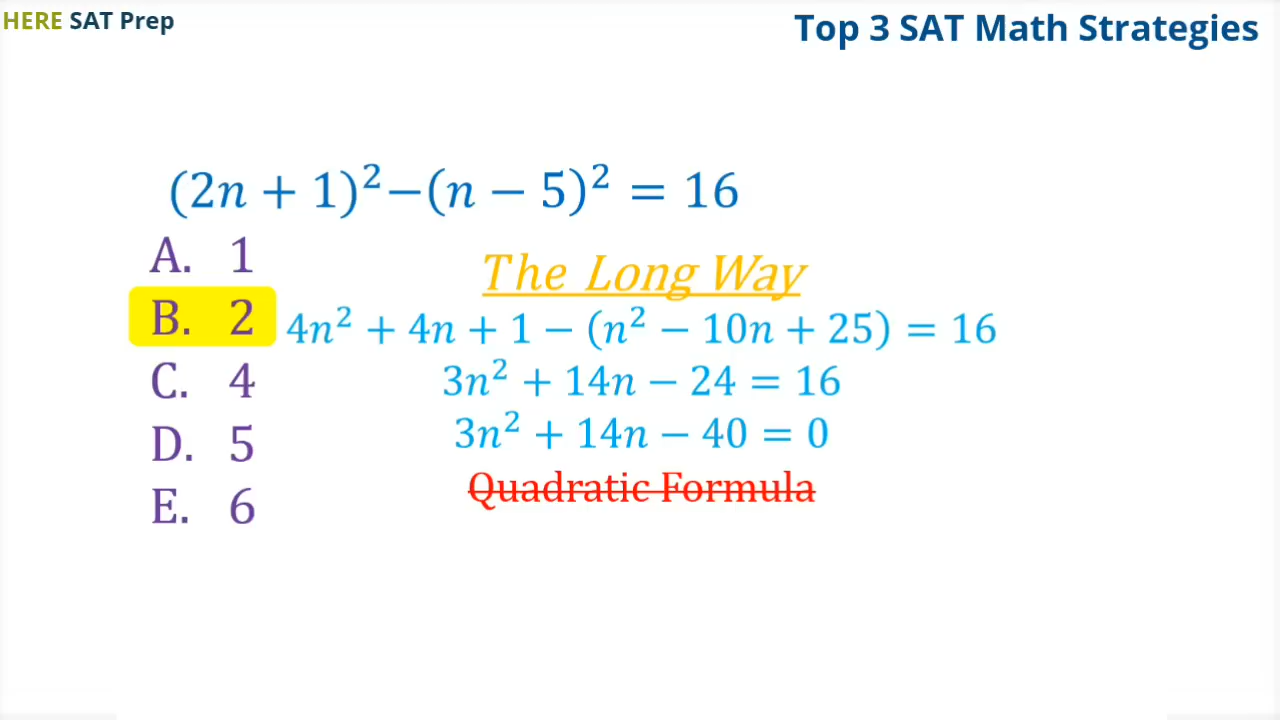 HERE SAT Prep
Top 3 SAT Math Strategies
(2n + 1)²−(n − 5)² = 16
A. 1
The Long Way
B. 2
4n² + 4n + 1 − (n² − 10n + 25) = 16
C. 4
3n² + 14n − 24 = 16
D. 5
3n² + 14n − 40 = 0
Quadratic Formula
E. 6